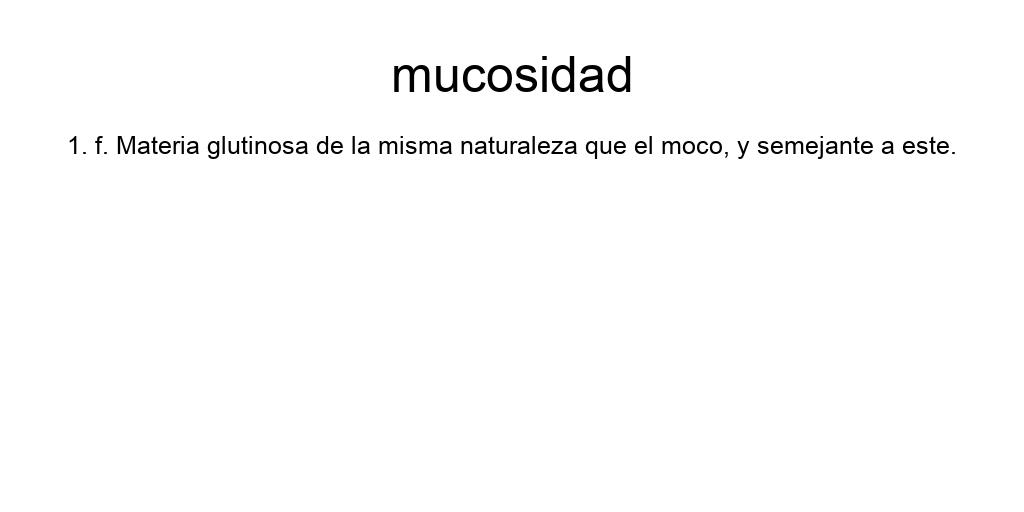 mucosidad
1. f. Materia glutinosa de la misma naturaleza que el moco, y semejante a este.